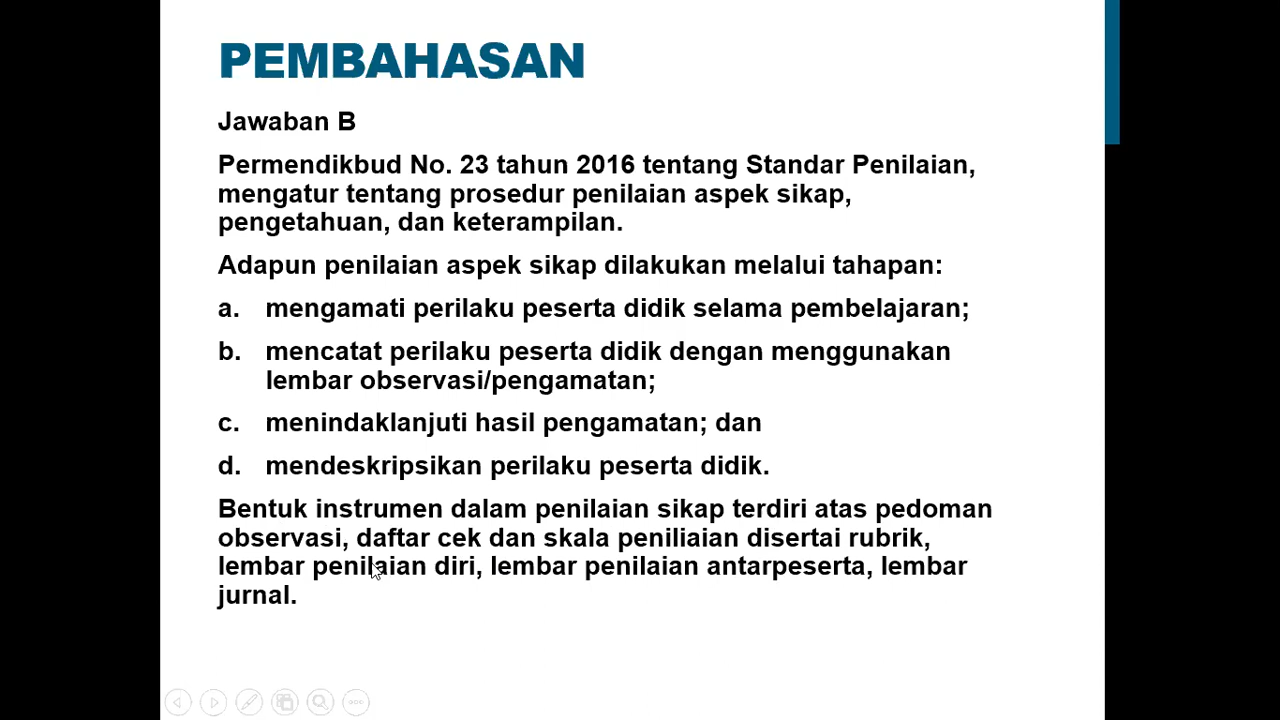 PEMBAHASAN
Jawaban B
Permendikbud No. 23 tahun 2016 tentang Standar Penilaian,
mengatur tentang prosedur penilaian aspek sikap,
pengetahuan, dan keterampilan.
Adapun penilaian aspek sikap dilakukan melalui tahapan:
a. mengamati perilaku peserta didik selama pembelajaran;
b. mencatat perilaku peserta didik dengan menggunakan
lembar observasi/pengamatan;
c. menindaklanjuti hasil pengamatan; dan
d. mendeskripsikan perilaku peserta didik.
Bentuk instrumen dalam penilaian sikap terdiri atas pedoman
observasi, daftar cek dan skala peniliaian disertai rubrik,
lembar penilaian diri, lembar penilaian antarpeserta, lembar
jurnal.